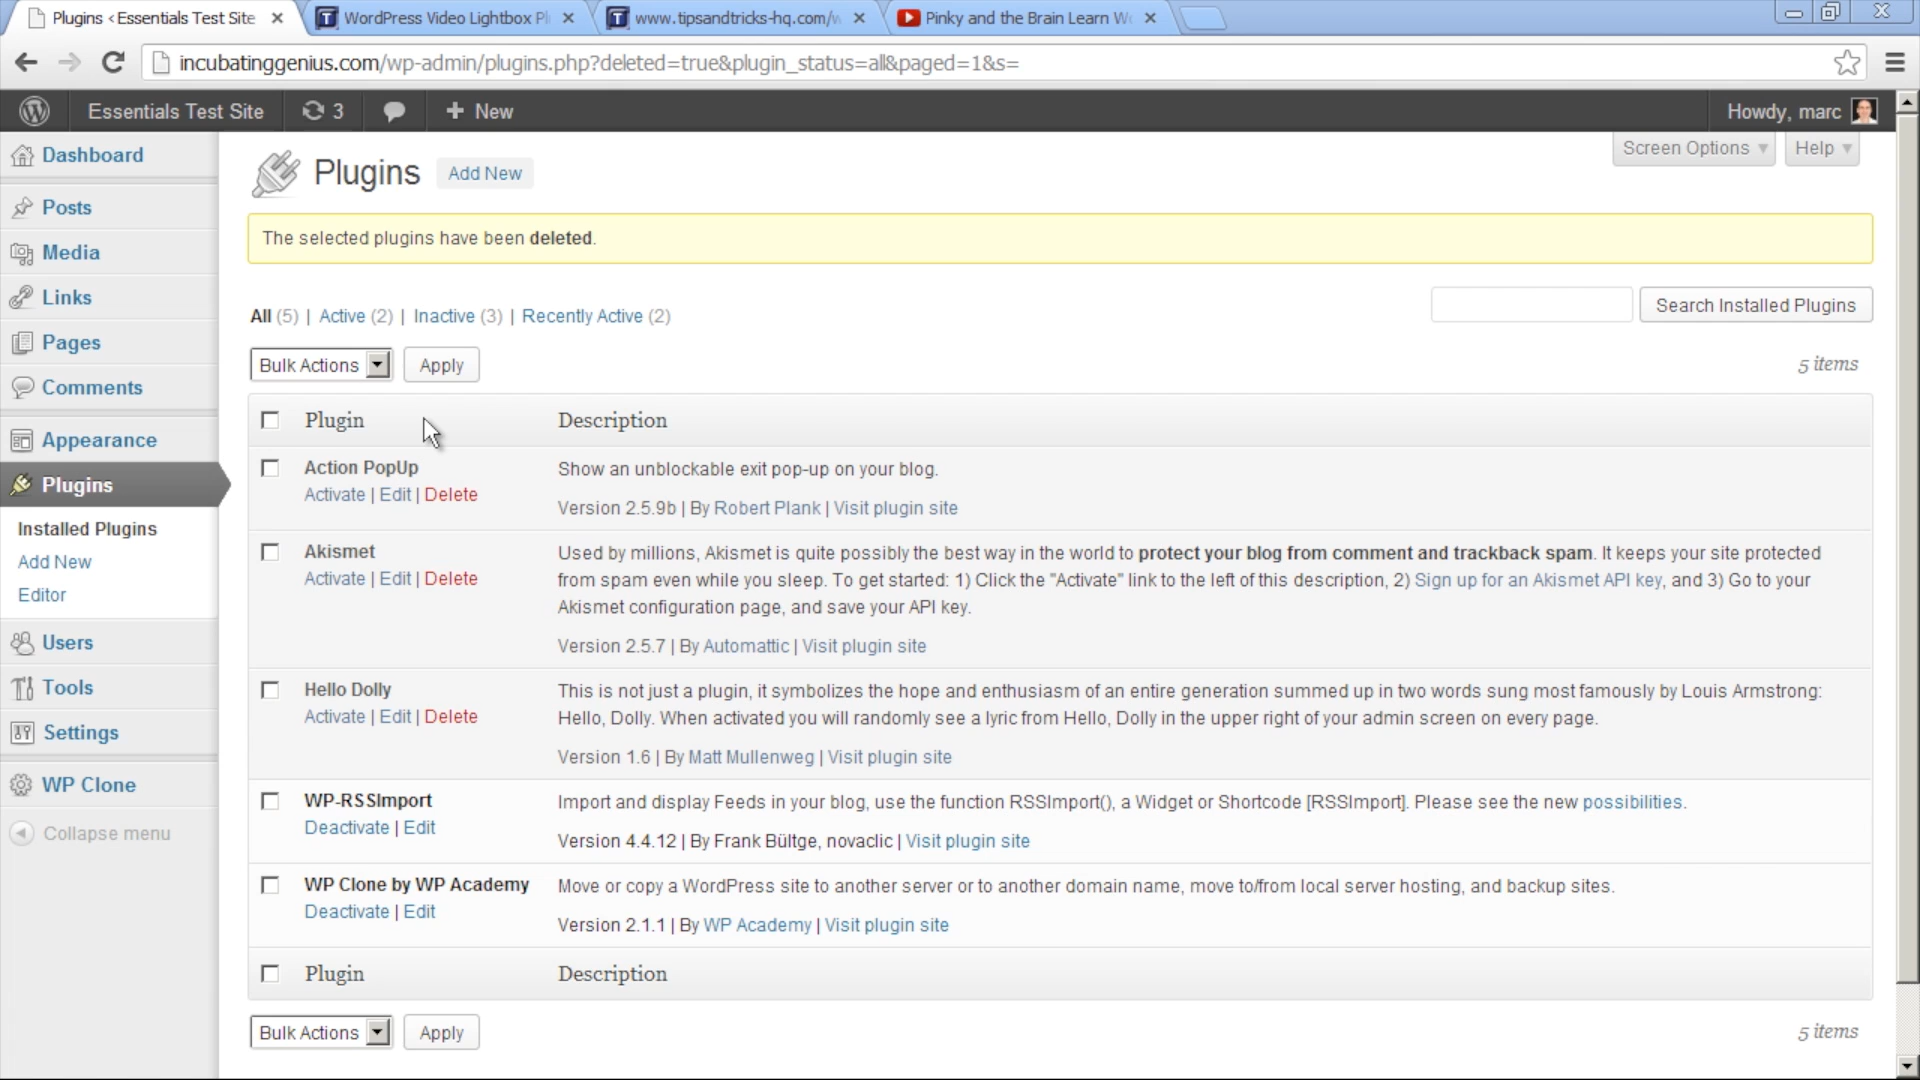 Plugins ‹ Essentials Test Site
WordPress Video Lightbox Pl
www.tipsandtricks-hq.com/w
Pinky and the Brain Learn W
incubatinggenius.com/wp-admin/plugins.php?deleted=true&plugin_status=all&paged=1&s=
Essentials Test Site
3
+ New
Howdy, marc
Dashboard
Posts
Media
Links
Pages
Comments
Appearance
Plugins
Installed Plugins
Add New
Editor
Users
Tools
Settings
WP Clone
Collapse menu
Screen Options
Help
Plugins
Add New
The selected plugins have been deleted.
All (5) | Active (2) | Inactive (3) | Recently Active (2)
Search Installed Plugins
Bulk Actions
Apply
5 items
Plugin
Description
Action PopUp
Activate | Edit | Delete
Show an unblockable exit pop-up on your blog.
Version 2.5.9b | By Robert Plank | Visit plugin site
Akismet
Activate | Edit | Delete
Used by millions, Akismet is quite possibly the best way in the world to protect your blog from comment and trackback spam. It keeps your site protected
from spam even while you sleep. To get started: 1) Click the "Activate" link to the left of this description, 2) Sign up for an Akismet API key, and 3) Go to your
Akismet configuration page, and save your API key.
Version 2.5.7 | By Automattic | Visit plugin site
Hello Dolly
Activate | Edit | Delete
This is not just a plugin, it symbolizes the hope and enthusiasm of an entire generation summed up in two words sung most famously by Louis Armstrong:
Hello, Dolly. When activated you will randomly see a lyric from Hello, Dolly in the upper right of your admin screen on every page.
Version 1.6 | By Matt Mullenweg | Visit plugin site
WP-RSSImport
Deactivate | Edit
Import and display Feeds in your blog, use the function RSSImport(), a Widget or Shortcode [RSSImport]. Please see the new possibilities.
Version 4.4.12 | By Frank Bültge, novaclic | Visit plugin site
WP Clone by WP Academy
Deactivate | Edit
Move or copy a WordPress site to another server or to another domain name, move to/from local server hosting, and backup sites.
Version 2.1.1 | By WP Academy | Visit plugin site
Plugin
Description
Bulk Actions
Apply
5 items